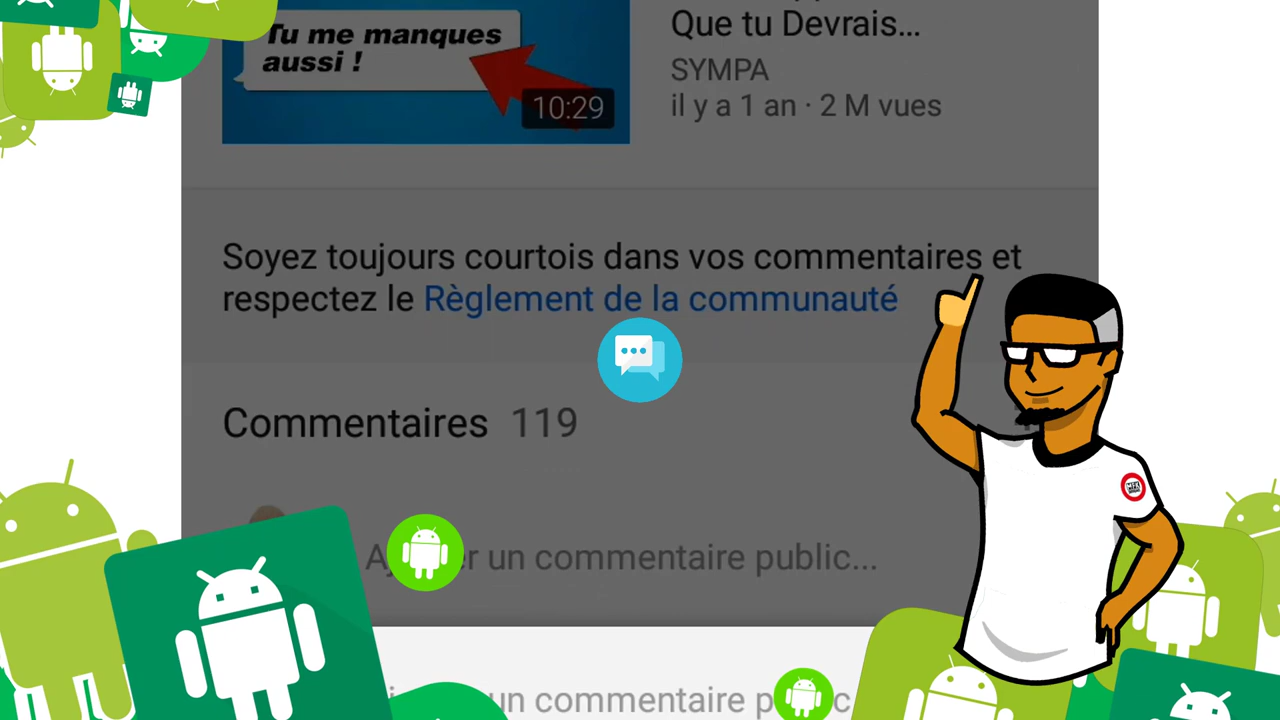 Tu me manques
aussi !
10:29
Que tu Devrais...
SYMPA
il y a 1 an · 2 M vues
Soyez toujours courtois dans vos commentaires et
respectez le Règlement de la communauté
Commentaires 119
un commentaire public...
un commentaire